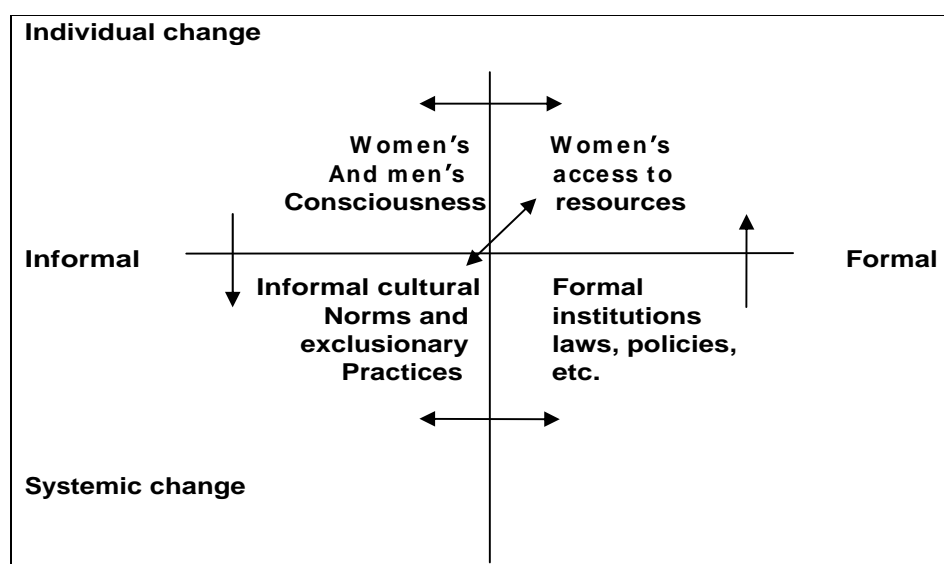 Individual change
Women’s
And men’s
Consciousness
Women’s
access to
resources
Informal
Formal
Informal cultural
Norms and
exclusionary
Practices
Formal
institutions
laws, policies,
etc.
Systemic change